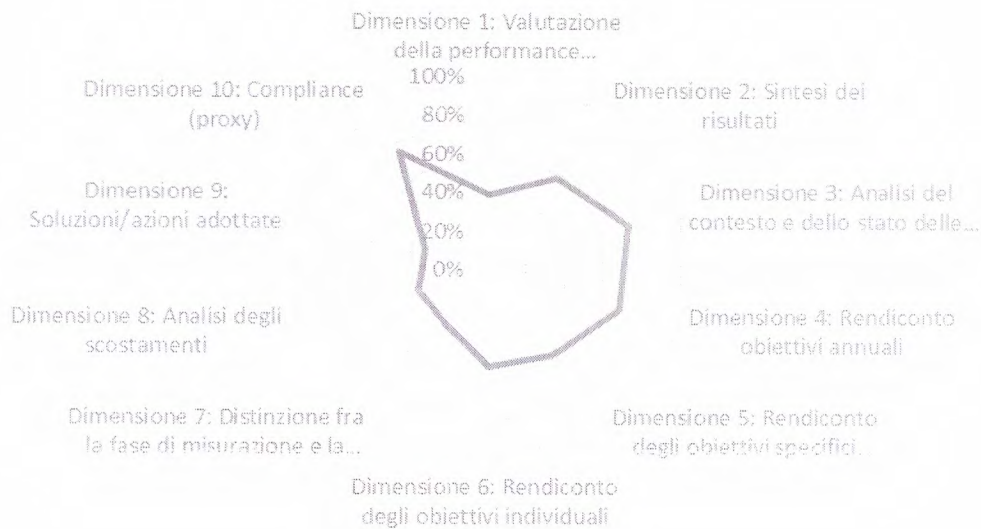 Dimensione 1: Valutazione
della performance...
100%
80%
60%
40%
20%
0%
Dimensione 2: Sintesi dei
risultati
Dimensione 3: Analisi del
contesto e dello stato delle...
Dimensione 4: Rendiconto
obiettivi annuali
Dimensione 5: Rendiconto
degli obiettivi specifici...
Dimensione 6: Rendiconto
degli obiettivi individuali
Dimensione 7: Distinzione fra
la fase di misurazione e la...
Dimensione 8: Analisi degli
scostamenti
Dimensione 9:
Soluzioni/azioni adottate
Dimensione 10: Compliance
(proxy)